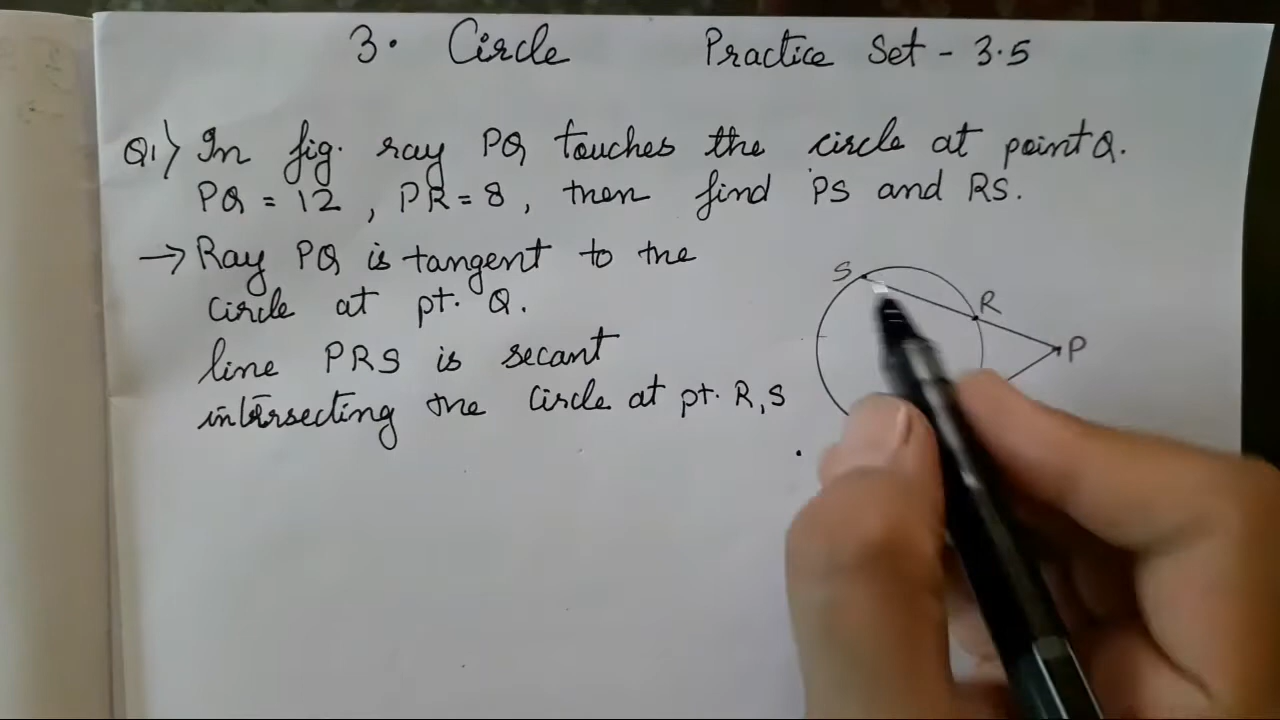 3. Circle Practice Set - 3.5
Q1) In fig. ray PQ touches the circle at point Q.
PQ = 12, PR = 8, then find PS and RS.
→ Ray PQ is tangent to the
circle at pt. Q.
line PRS is secant
intersecting the circle at pt. R, S
S
R
P